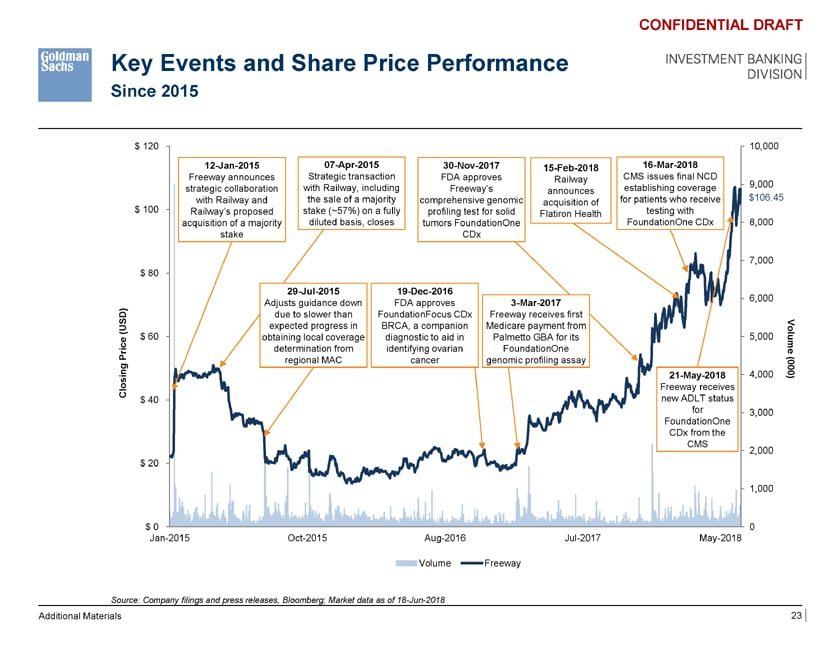 CONFIDENTIAL DRAFT
Goldman
Sachs
Key Events and Share Price Performance
Since 2015
INVESTMENT BANKING
DIVISION
Closing Price (USD)
$ 120
$ 100
$ 80
$ 60
$ 40
$ 20
$ 0
12-Jan-2015
Freeway announces
strategic collaboration
with Railway and
Railway's proposed
acquisition of a majority
stake
07-Apr-2015
Strategic transaction
with Railway, including
the sale of a majority
stake (~57%) on a fully
diluted basis, closes
30-Nov-2017
FDA approves
Freeway's
comprehensive genomic
profiling test for solid
tumors FoundationOne
CDx
15-Feb-2018
Railway
announces
acquisition of
Flatiron Health
16-Mar-2018
CMS issues final NCD
establishing coverage
for patients who receive
testing with
FoundationOne CDx
29-Jul-2015
Adjusts guidance down
due to slower than
expected progress in
obtaining local coverage
determination from
regional MAC
19-Dec-2016
FDA approves
FoundationFocus CDx
BRCA, a companion
diagnostic to aid in
identifying ovarian
cancer
3-Mar-2017
Freeway receives first
Medicare payment from
Palmetto GBA for its
FoundationOne
genomic profiling assay
21-May-2018
Freeway receives
new ADLT status
for
FoundationOne
CDx from the
CMS
10,000
9,000
$106.45
8,000
7,000
6,000
5,000
4,000
3,000
2,000
1,000
0
Volume (000)
Jan-2015
Oct-2015
Aug-2016
Jul-2017
May-2018
Volume
Freeway
Source: Company filings and press releases, Bloomberg; Market data as of 18-Jun-2018
Additional Materials
23